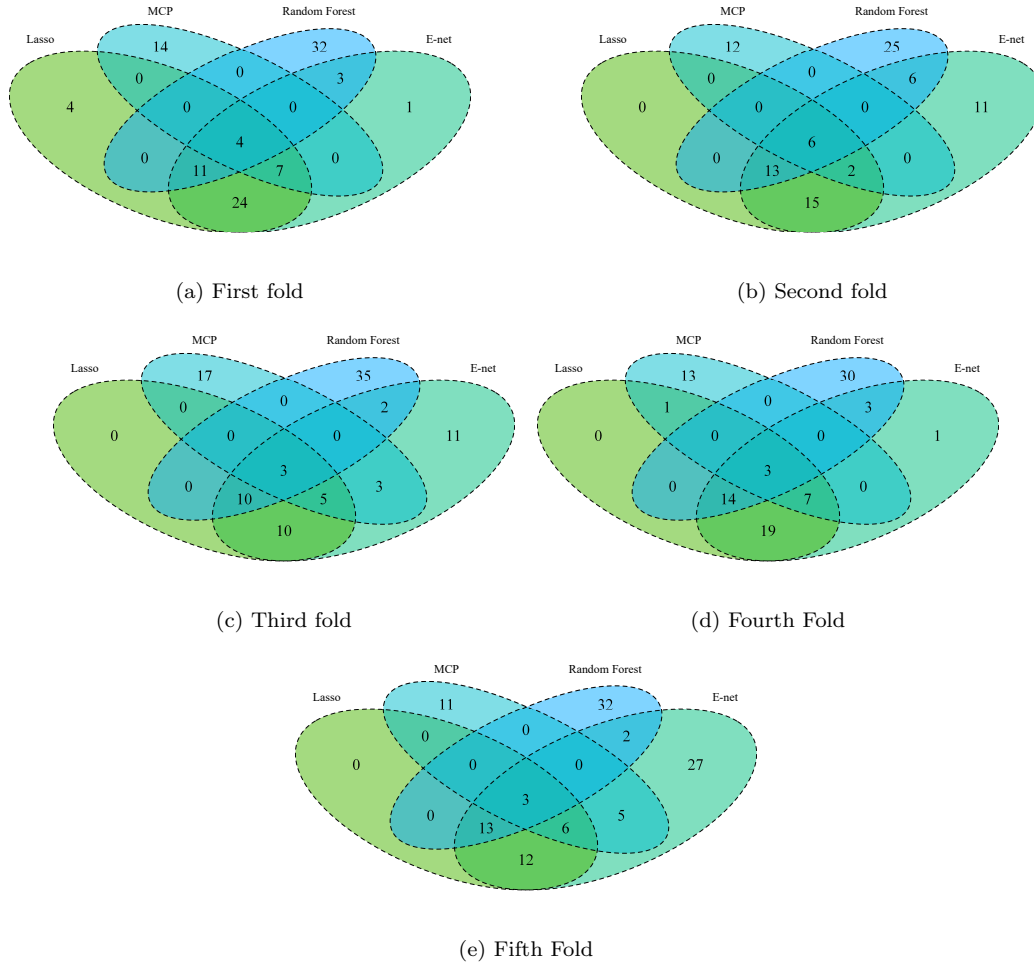 MCP Random Forest
Lasso E-net
14 32
0 0 3
4 0 0 1
4
0 11 7 0
24
(a) First fold
MCP Random Forest
Lasso E-net
12 25
0 0 6
0 0 0 11
6
0 13 2 0
15
(b) Second fold
MCP Random Forest
Lasso E-net
17 35
0 0 2
0 0 0 11
3
0 10 5 3
10
(c) Third fold
MCP Random Forest
Lasso E-net
13 30
1 0 3
0 0 0 1
3
0 14 7 0
19
(d) Fourth Fold
MCP Random Forest
Lasso E-net
11 32
0 0 2
0 0 0 27
3
0 13 6 5
12
(e) Fifth Fold